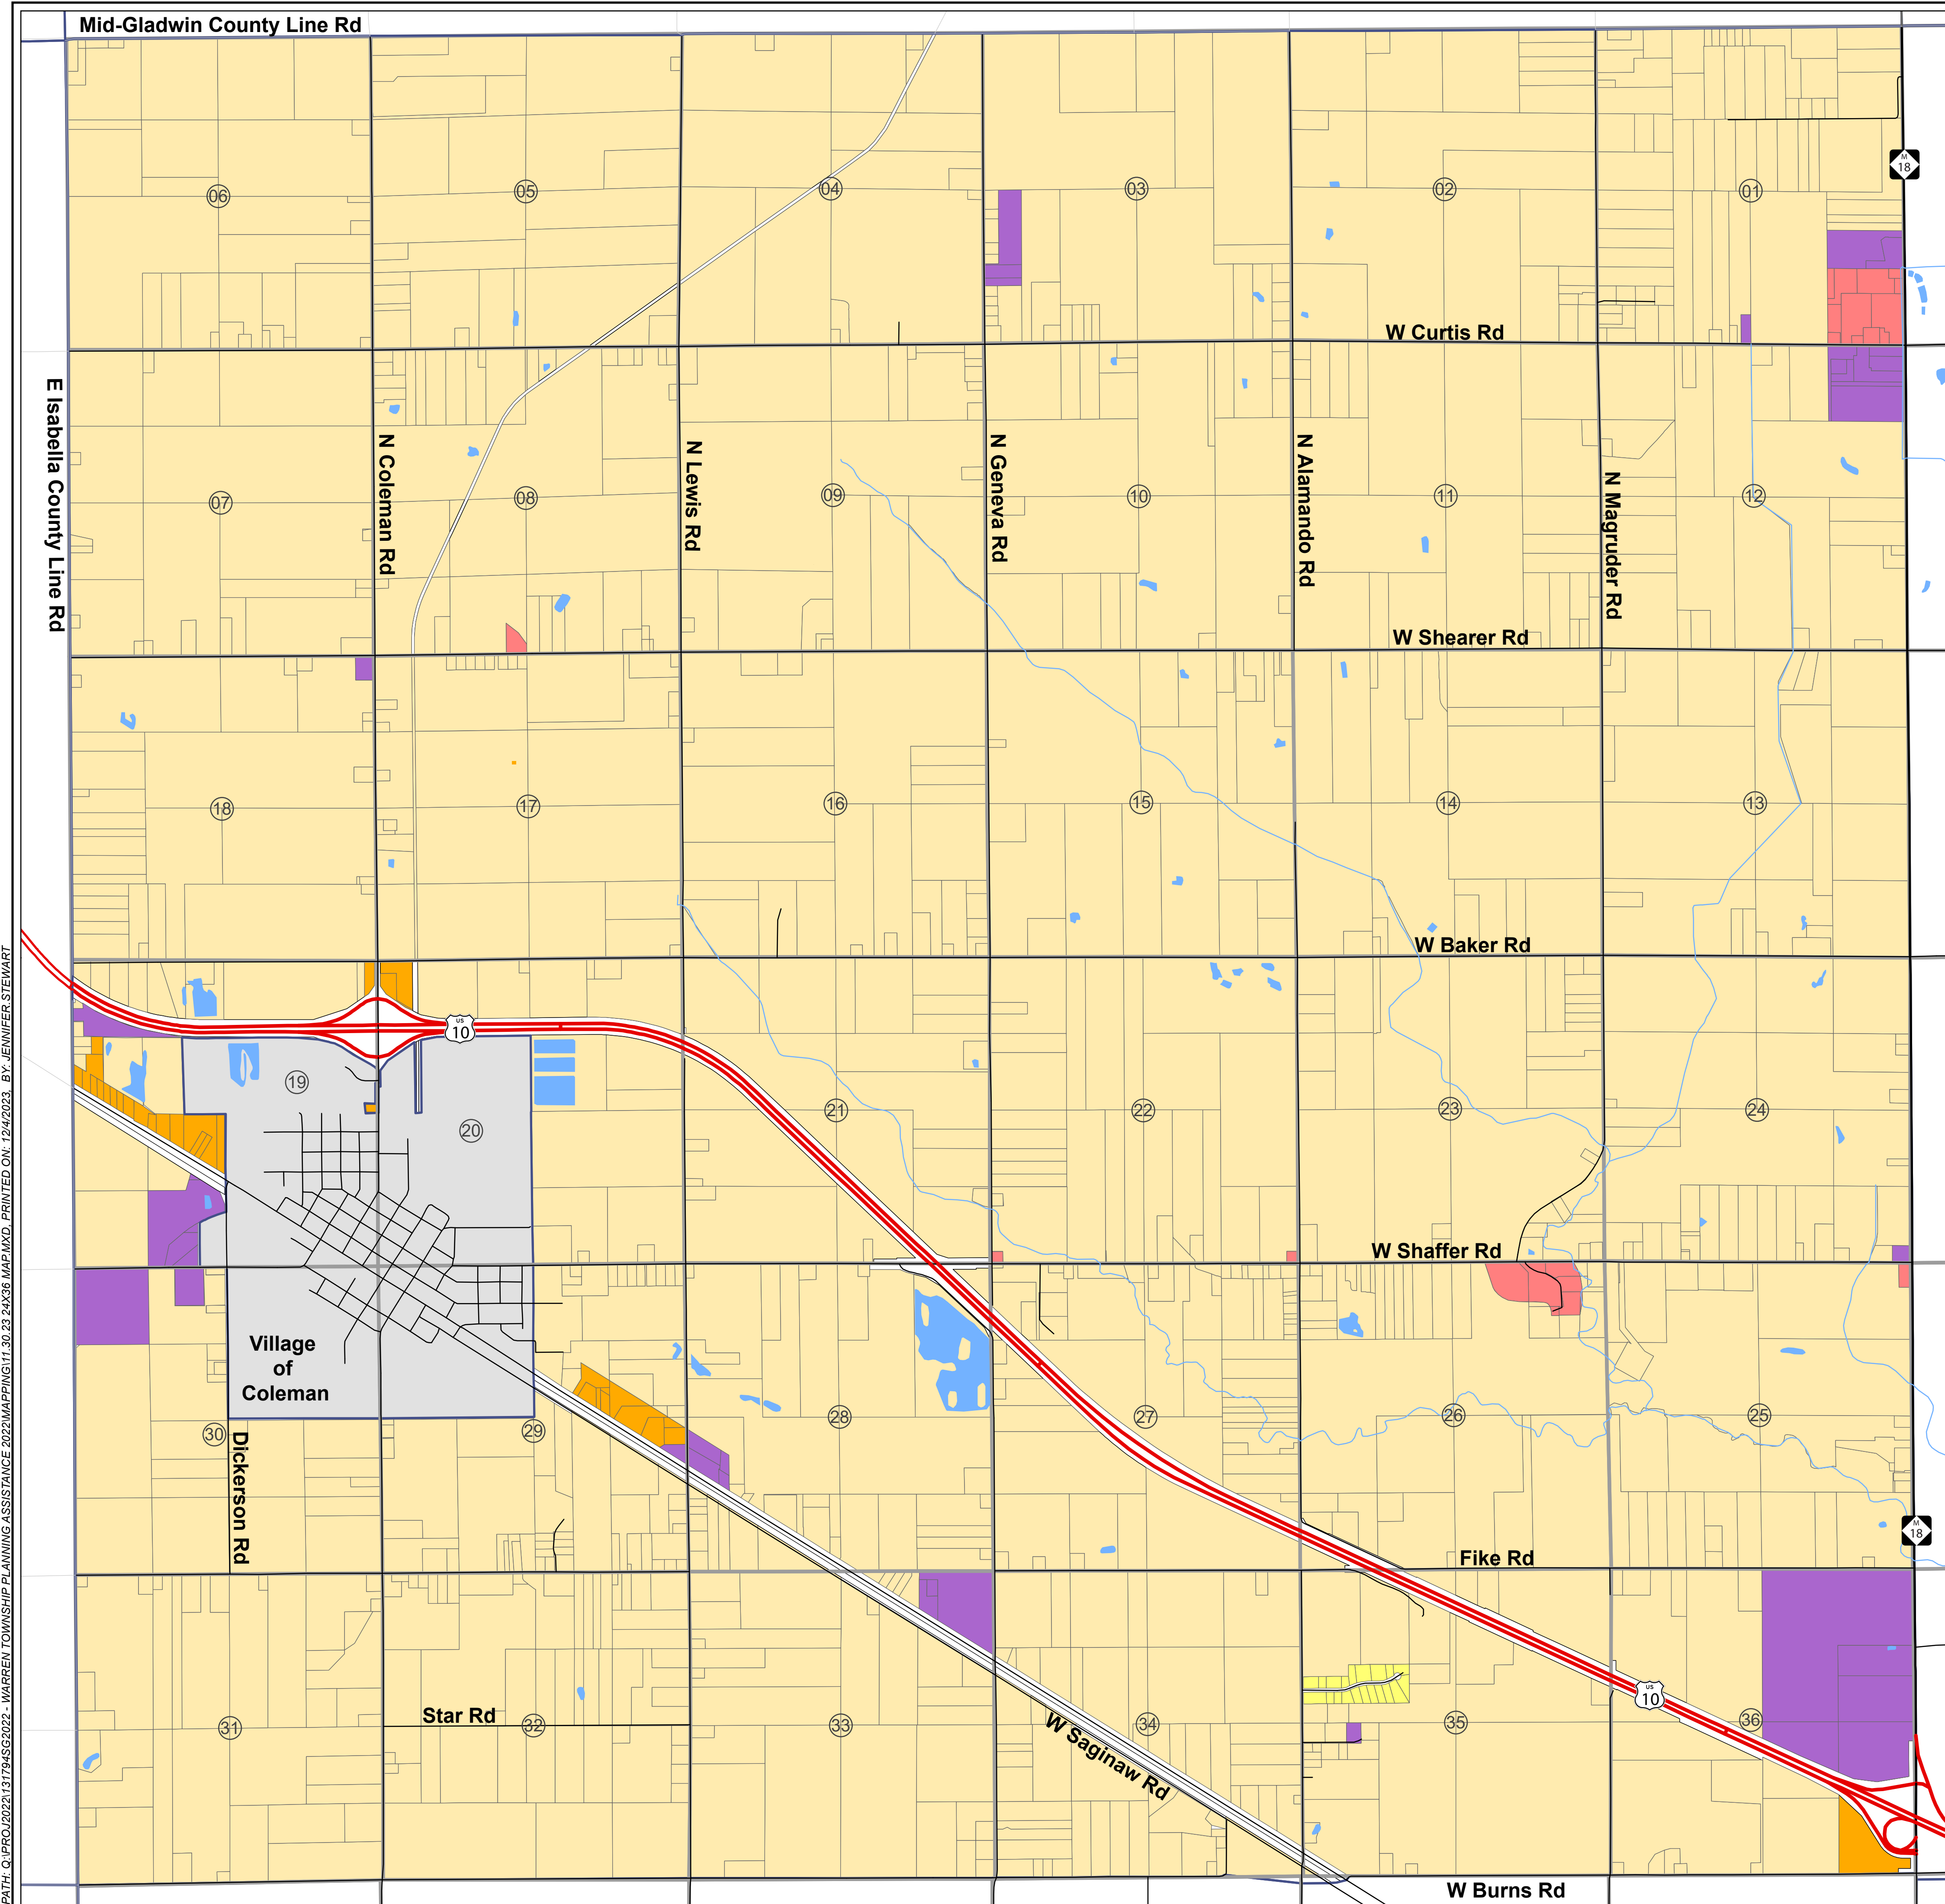 Mid-Gladwin County Line Rd
M
18
06
05
04
03
02
01
W Curtis Rd
E Isabella County Line Rd
N Coleman Rd
N Lewis Rd
N Geneva Rd
N Alamando Rd
N Magruder Rd
07
08
09
10
11
12
W Shearer Rd
18
17
16
15
14
13
W Baker Rd
US
10
19
20
21
22
23
24
W Shaffer Rd
Village
of
Coleman
30
29
28
27
26
25
Dickerson Rd
M
18
Fike Rd
US
10
31
Star Rd
32
33
34
35
36
W Saginaw Rd
W Burns Rd
PATH: Q:\PROJ2022\131794SG2022 - WARREN TOWNSHIP PLANNING ASSISTANCE 2022\MAPPING\11.30.23 24X36 MAP.MXD, PRINTED ON: 12/4/2023, BY: JENNIFER.STEWART